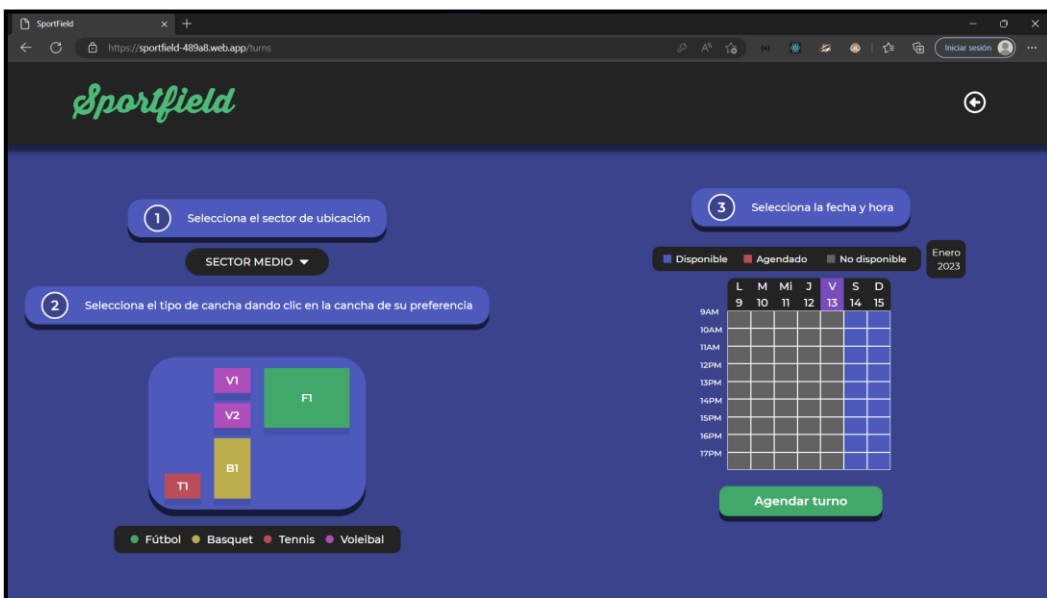 SportField
https://sportfield-489a8.web.app/turns
Iniciar sesión
Sportfield
1 Selecciona el sector de ubicación
SECTOR MEDIO
2 Selecciona el tipo de cancha dando clic en la cancha de su preferencia
V1
F1
V2
B1
T1
Fútbol Basquet Tennis Voleibal
3 Selecciona la fecha y hora
Disponible Agendado No disponible
Enero
2023
L M Mi J V S D
9 10 11 12 13 14 15
9AM
10AM
11AM
12PM
13PM
14PM
15PM
16PM
17PM
Agendar turno